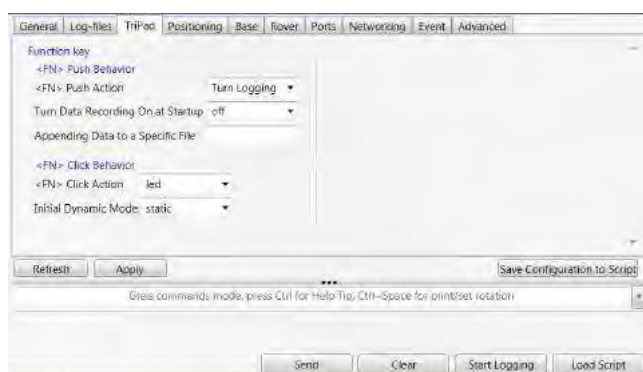 General Log-files TriPad Positioning Base Rover Ports Networking Event Advanced
Function key
<FN> Push Behavior
<FN> Push Action Turn Logging
Turn Data Recording On at Startup off
Appending Data to a Specific File
<FN> Click Behavior
<FN> Click Action led
Initial Dynamic Mode static
Refresh Apply Save Configuration to Script
Greis commands mode, press Ctrl for Help Tip, Ctrl+Space for print/set rotation
Send Clear Start Logging Load Script